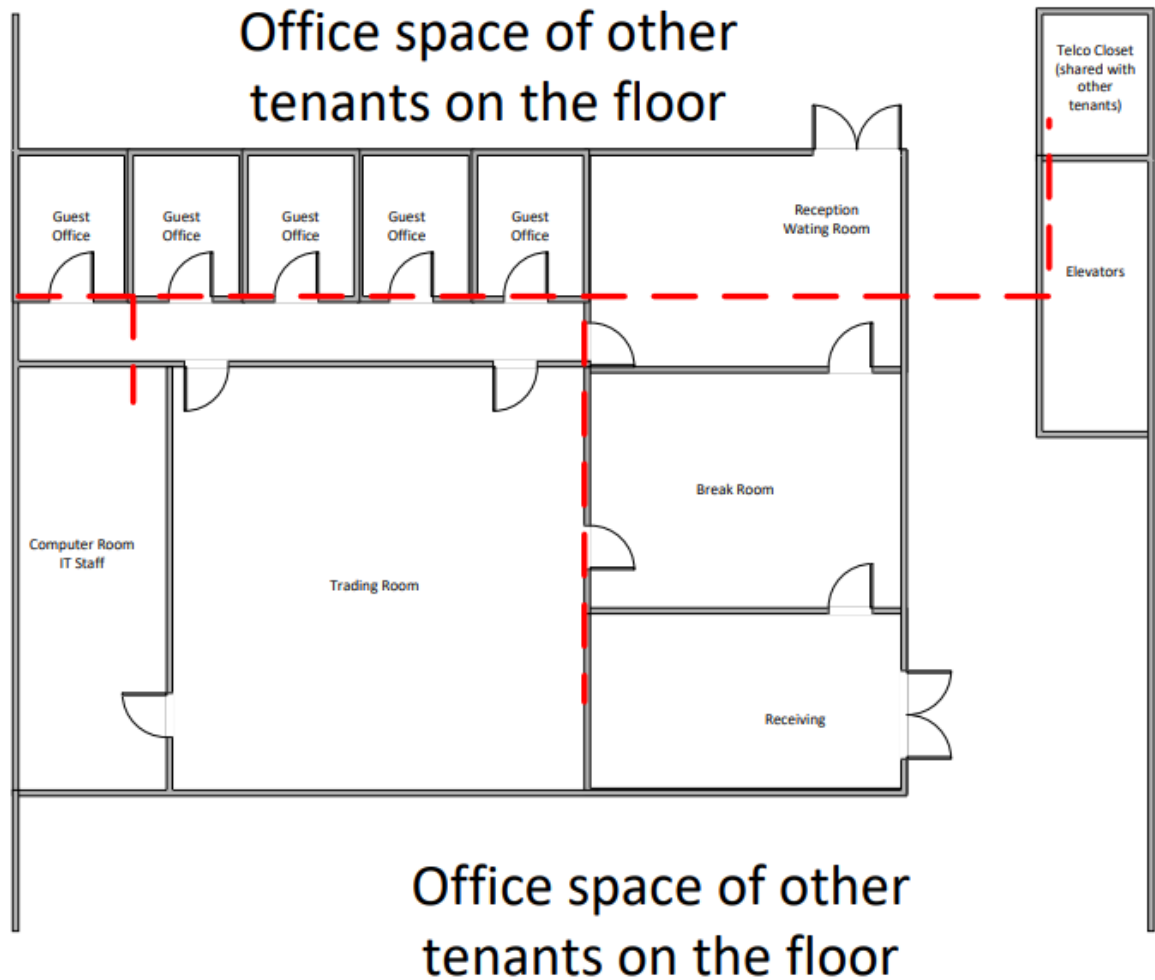 Office space of other
tenants on the floor
Telco Closet
(shared with
other
tenants)
Guest
Office
Guest
Office
Guest
Office
Guest
Office
Guest
Office
Reception
Wating Room
Elevators
Break Room
Computer Room
IT Staff
Trading Room
Receiving
Office space of other
tenants on the floor